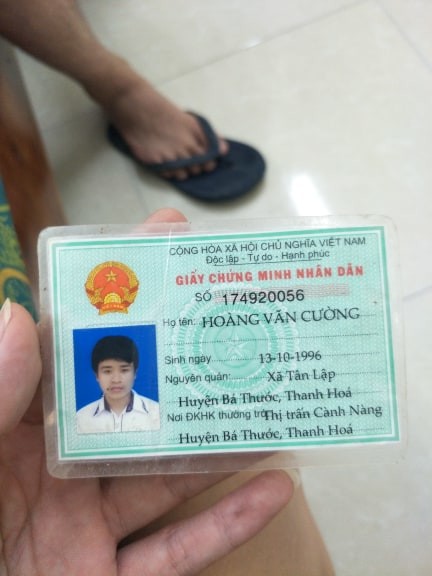 CỘNG HÒA XÃ HỘI CHỦ NGHĨA VIỆT NAM
Độc lập - Tự do - Hạnh phúc
GIẤY CHỨNG MINH NHÂN DÂN
SỐ 174920056
Họ tên: HOÀNG VĂN CƯỜNG
Sinh ngày 13-10-1996
Nguyên quán: Xã Tân Lập
Huyện Bá Thước, Thanh Hoá
Nơi ĐKHK thường trú Thị trấn Cành Nàng
Huyện Bá Thước, Thanh Hoá